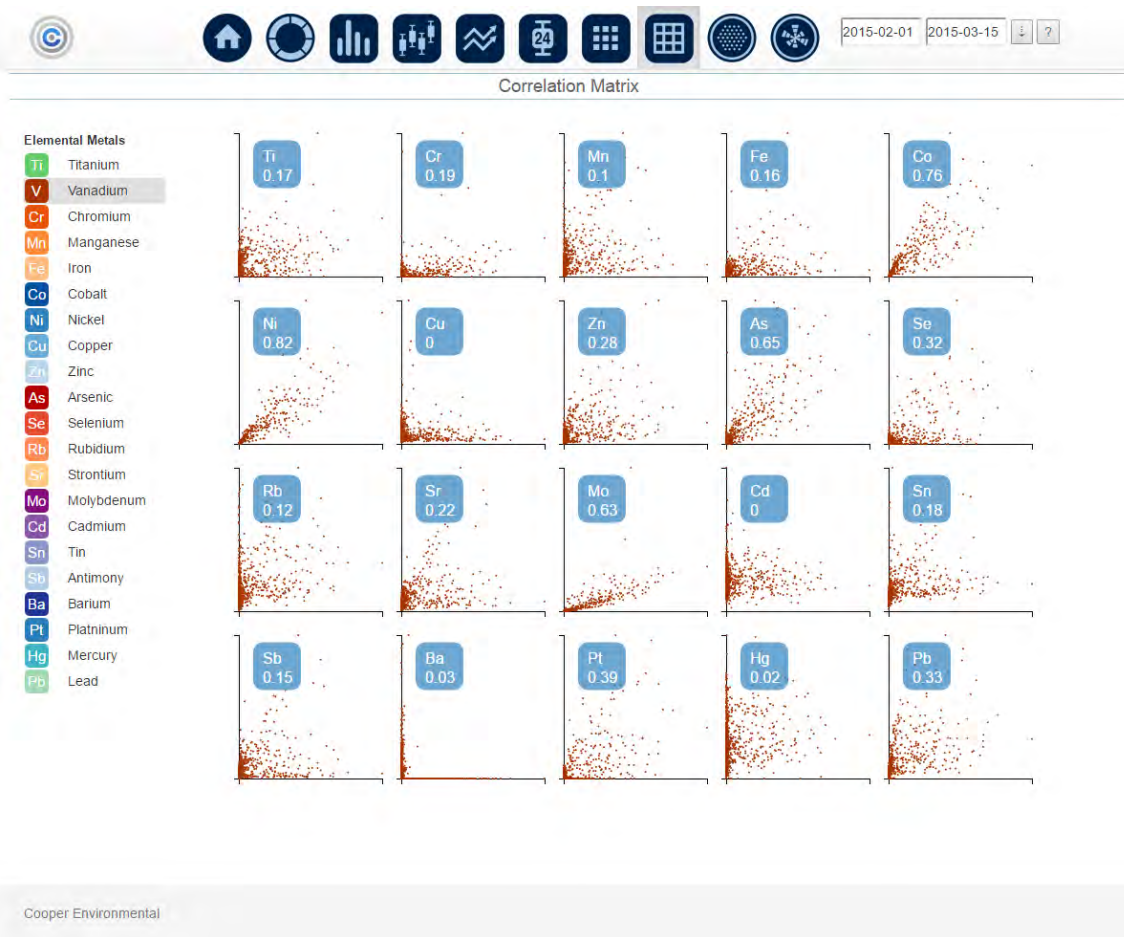 C
24
2015-02-01 2015-03-15 ?
Correlation Matrix
Elemental Metals
Ti Titanium
V Vanadium
Cr Chromium
Mn Manganese
Fe Iron
Co Cobalt
Ni Nickel
Cu Copper
Zn Zinc
As Arsenic
Se Selenium
Rb Rubidium
Sr Strontium
Mo Molybdenum
Cd Cadmium
Sn Tin
Sb Antimony
Ba Barium
Pt Platninum
Hg Mercury
Pb Lead
Ti Cr Mn Fe Co
0.17 0.19 0.1 0.16 0.76
Ni Cu Zn As Se
0.82 0 0.28 0.65 0.32
Rb Sr Mo Cd Sn
0.12 0.22 0.63 0 0.18
Sb Ba Pt Hg Pb
0.15 0.03 0.39 0.02 0.33
Cooper Environmental